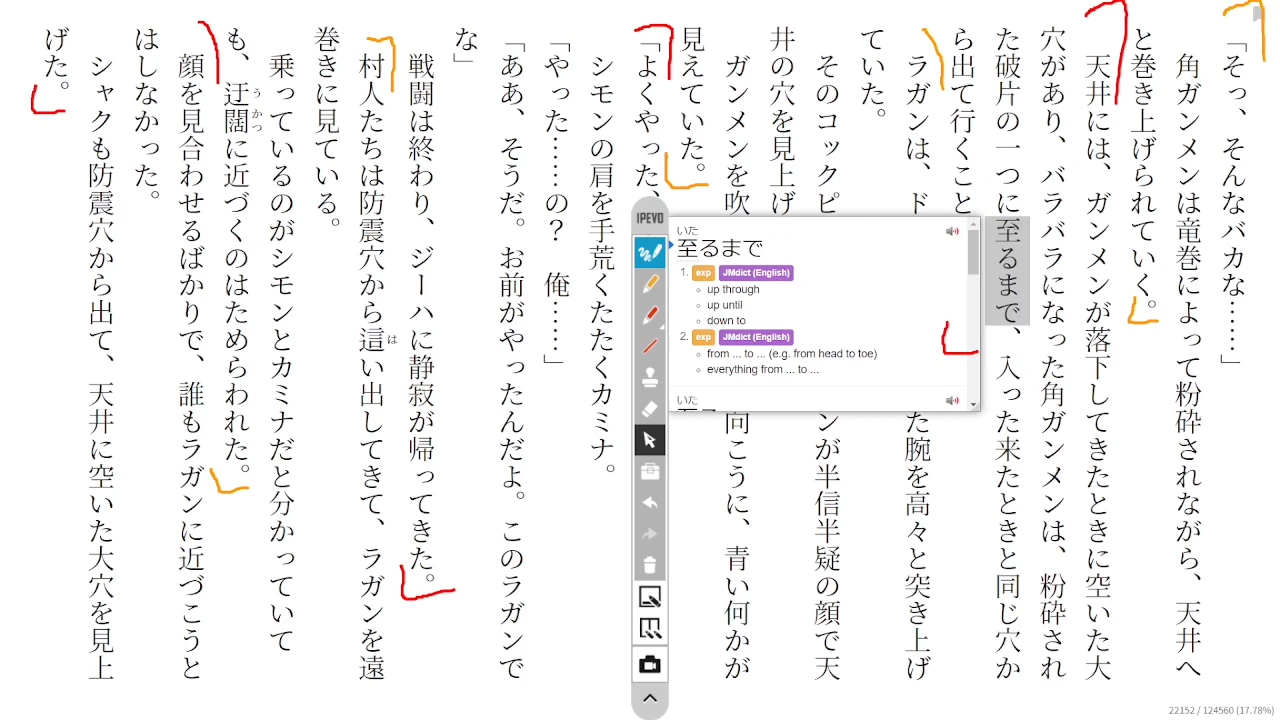 「そっ、そんなバカな……」
角ガンメンは竜巻によって粉砕されながら、天井へ
と巻き上げられていく。
天井には、ガンメンが落下してきたときに空いた大
穴があり、バラバラになった角ガンメンは、粉砕され
た破片の一つに至るまで、入った来たときと同じ穴か
ら出て行くこと
ラガンは、ド
た腕を高々と突き上げ
ていた。
そのコックピ
ンが半信半疑の顔で天
井の穴を見上げ
ガンメンを吹
向こうに、青い何かが
見えていた。
「よくやった、
シモンの肩を手荒くたたくカミナ。
「やった……の？　俺……」
「ああ、そうだ。お前がやったんだよ。このラガンで
な」
戦闘は終わり、ジーハに静寂が帰ってきた。
村人たちは防震穴から這い出してきて、ラガンを遠
は
巻きに見ている。
乗っているのがシモンとカミナだと分かっていて
も、迂闊に近づくのはためらわれた。
うかつ
顔を見合わせるばかりで、誰もラガンに近づこうと
はしなかった。
シャクも防震穴から出て、天井に空いた大穴を見上
げた。
IPEVO
いた
至るまで
1. exp JMdict (English)
up through
up until
down to
2. exp JMdict (English)
from ... to ... (e.g. from head to toe)
everything from ... to ...
いた
22152 / 124560 (17.78%)